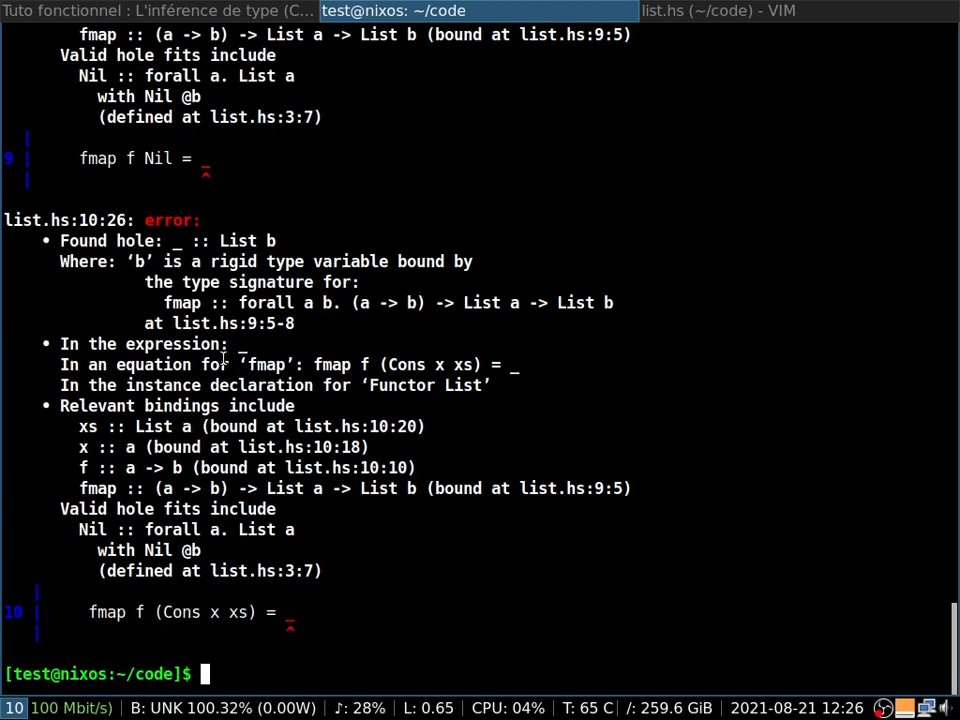 Tuto fonctionnel : L'inférence de type (C... test@nixos: ~/code list.hs (~/code) - VIM
fmap :: (a -> b) -> List a -> List b (bound at list.hs:9:5)
Valid hole fits include
Nil :: forall a. List a
with Nil @b
(defined at list.hs:3:7)
|
9 | fmap f Nil = _
| ^
list.hs:10:26: error:
• Found hole: _ :: List b
Where: ‘b’ is a rigid type variable bound by
the type signature for:
fmap :: forall a b. (a -> b) -> List a -> List b
at list.hs:9:5-8
• In the expression: _
In an equation for ‘fmap’: fmap f (Cons x xs) = _
In the instance declaration for ‘Functor List’
• Relevant bindings include
xs :: List a (bound at list.hs:10:20)
x :: a (bound at list.hs:10:18)
f :: a -> b (bound at list.hs:10:10)
fmap :: (a -> b) -> List a -> List b (bound at list.hs:9:5)
Valid hole fits include
Nil :: forall a. List a
with Nil @b
(defined at list.hs:3:7)
|
10 | fmap f (Cons x xs) = _
| ^
[test@nixos:~/code]$
10 100 Mbit/s) | B: UNK 100.32% (0.00W) | ♪: 28% | L: 0.65 | CPU: 04% | T: 65 C | /: 259.6 GiB | 2021-08-21 12:26